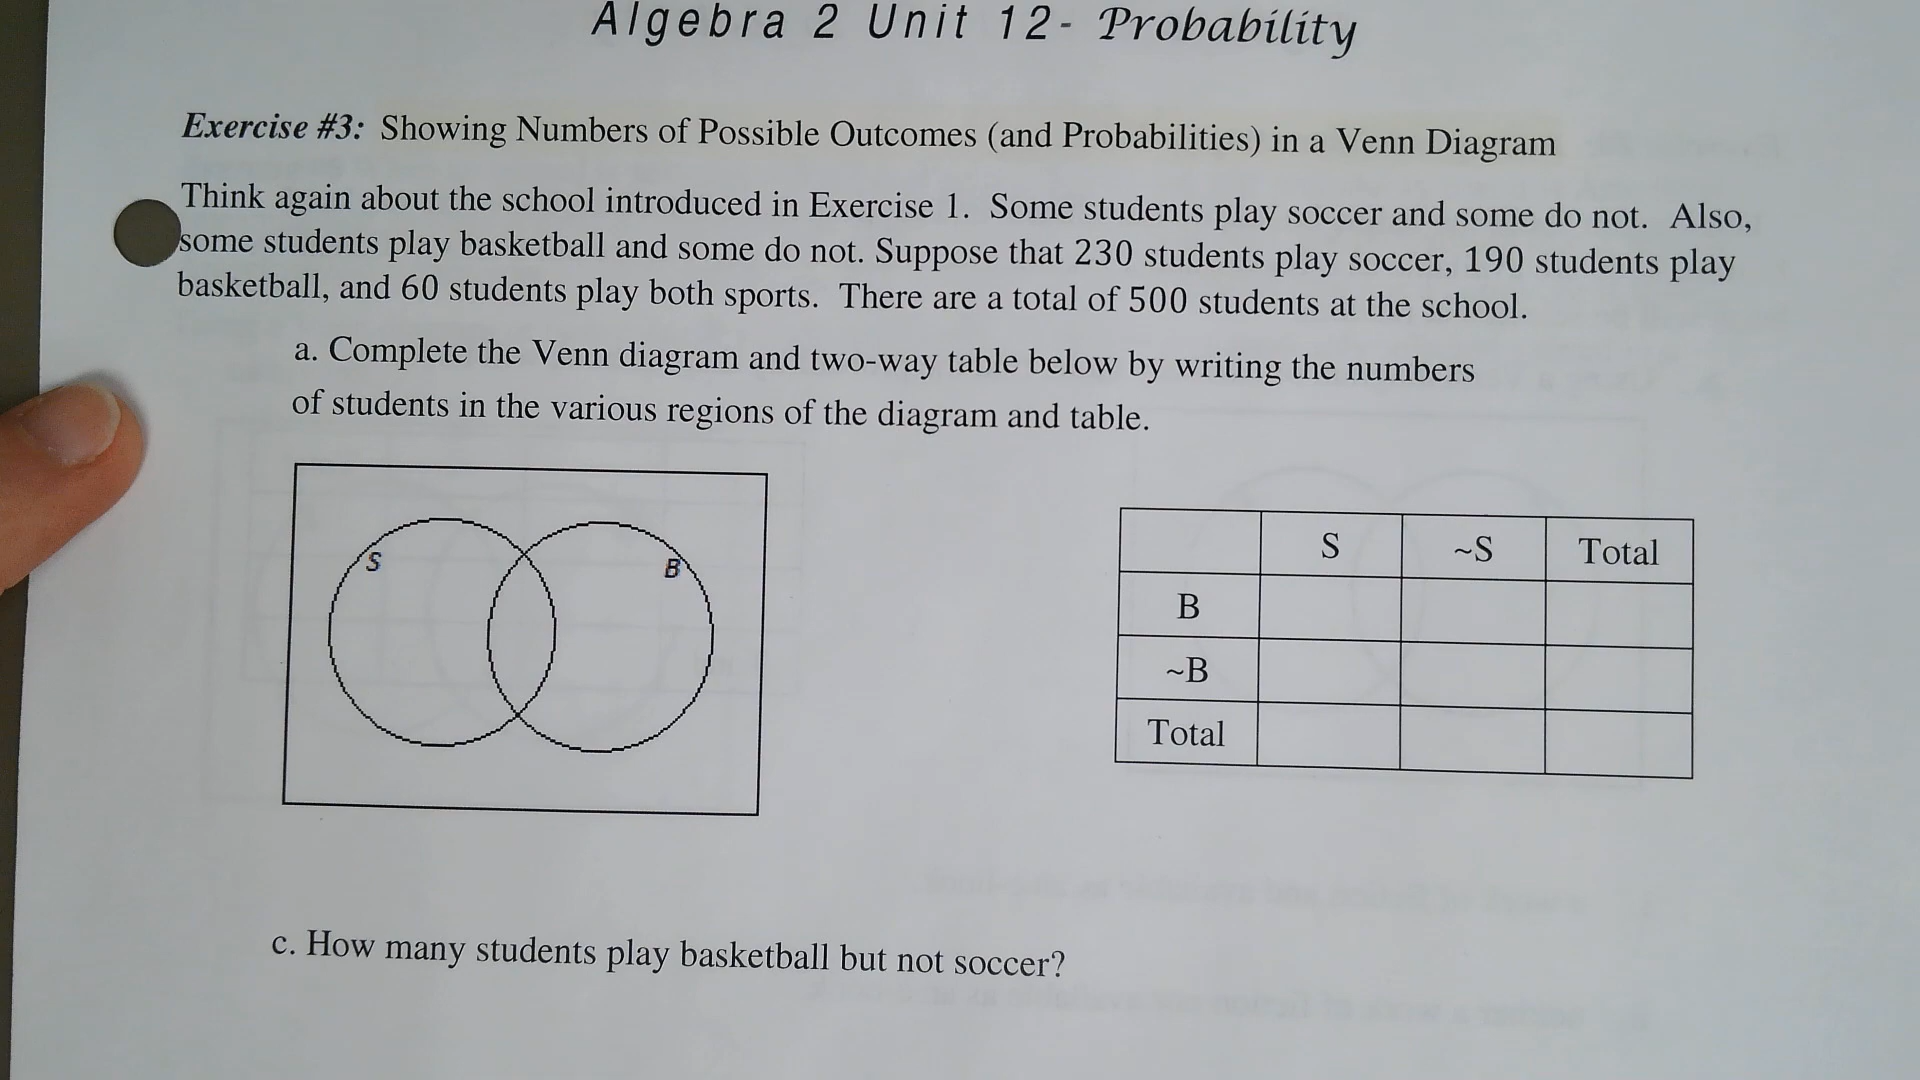 Algebra 2 Unit 12- Probability
Exercise #3: Showing Numbers of Possible Outcomes (and Probabilities) in a Venn Diagram
Think again about the school introduced in Exercise 1. Some students play soccer and some do not. Also,
some students play basketball and some do not. Suppose that 230 students play soccer, 190 students play
basketball, and 60 students play both sports. There are a total of 500 students at the school.
a. Complete the Venn diagram and two-way table below by writing the numbers
of students in the various regions of the diagram and table.
S B
S ~S Total
B
~B
Total
c. How many students play basketball but not soccer?